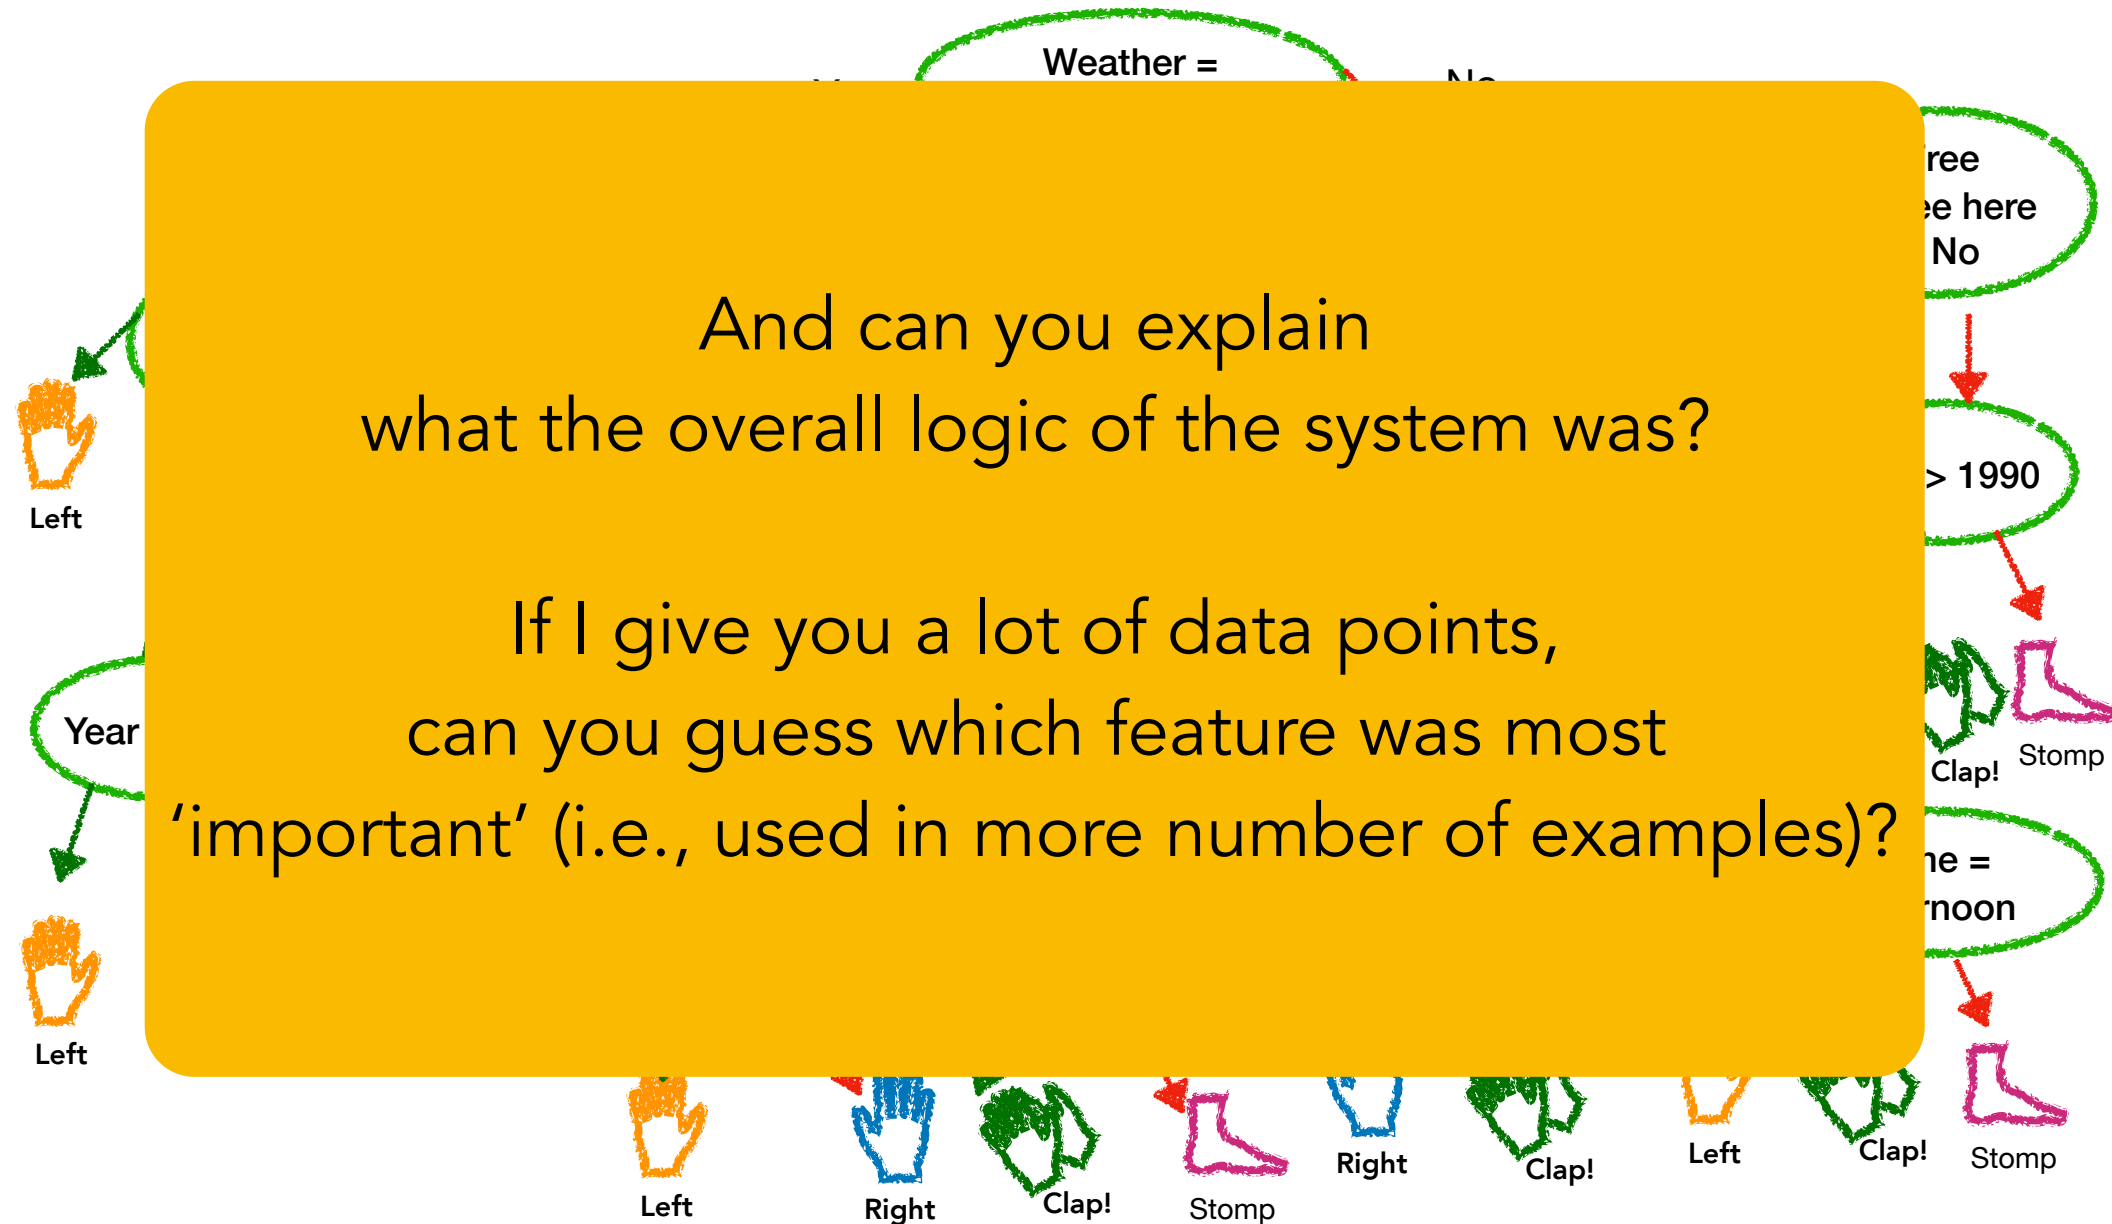 Weather =
No
And can you explain
what the overall logic of the system was?
If I give you a lot of data points,
can you guess which feature was most
‘important’ (i.e., used in more number of examples)?
ree
here
No
> 1990
Left
Year
Clap!
Stomp
=
Left
Left
Right
Clap!
Stomp
Right
Clap!
Left
Clap!
Stomp